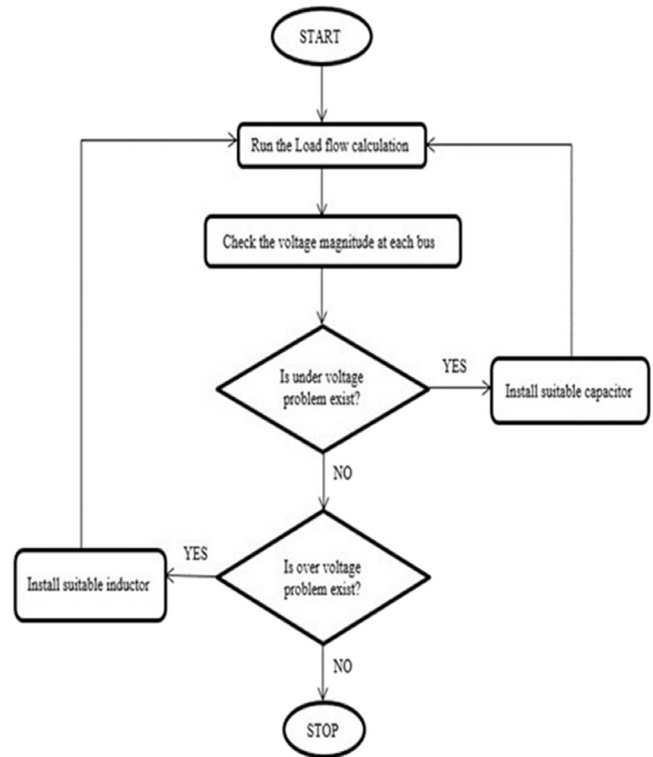 START
Run the Load flow calculation
Check the voltage magnitude at each bus
Is under voltage
problem exist?
YES
Install suitable capacitor
NO
Is over voltage
problem exist?
YES
Install suitable inductor
NO
STOP